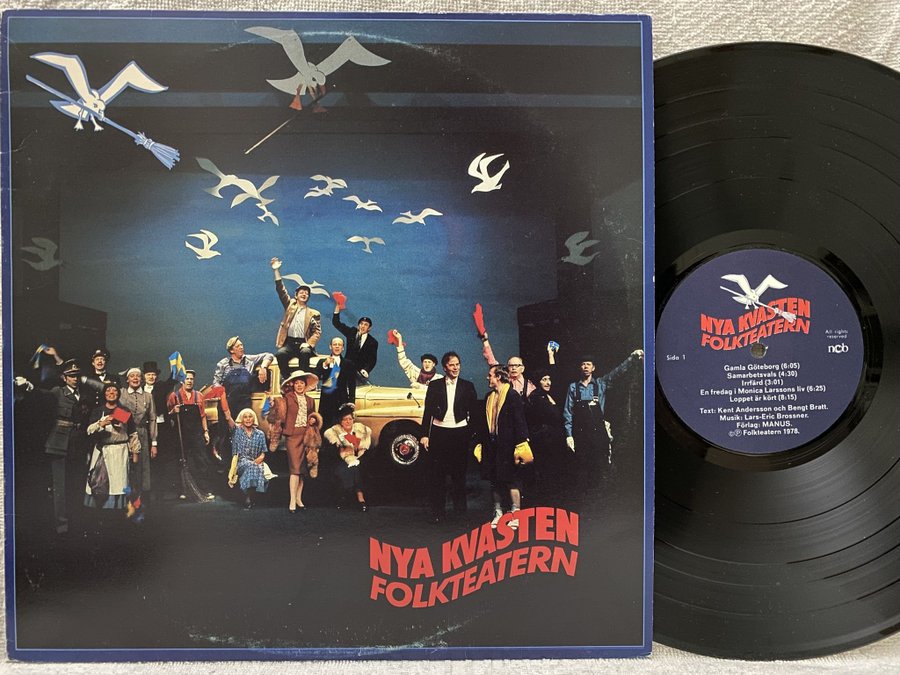 NYA KVASTEN
FOLKTEATERN
NYA KVASTEN
FOLKTEATERN
Sida 1
All rights
reserved
ncb
Gamla Göteborg (6:05)
Samarbetsvals (4:30)
Irrfärd (3:01)
En fredag i Monica Larssons liv (6:25)
Loppet är kört (8:15)
Text: Kent Andersson och Bengt Bratt.
Musik: Lars-Eric Brossner.
Förlag: MANUS.
©℗ Folkteatern 1978.